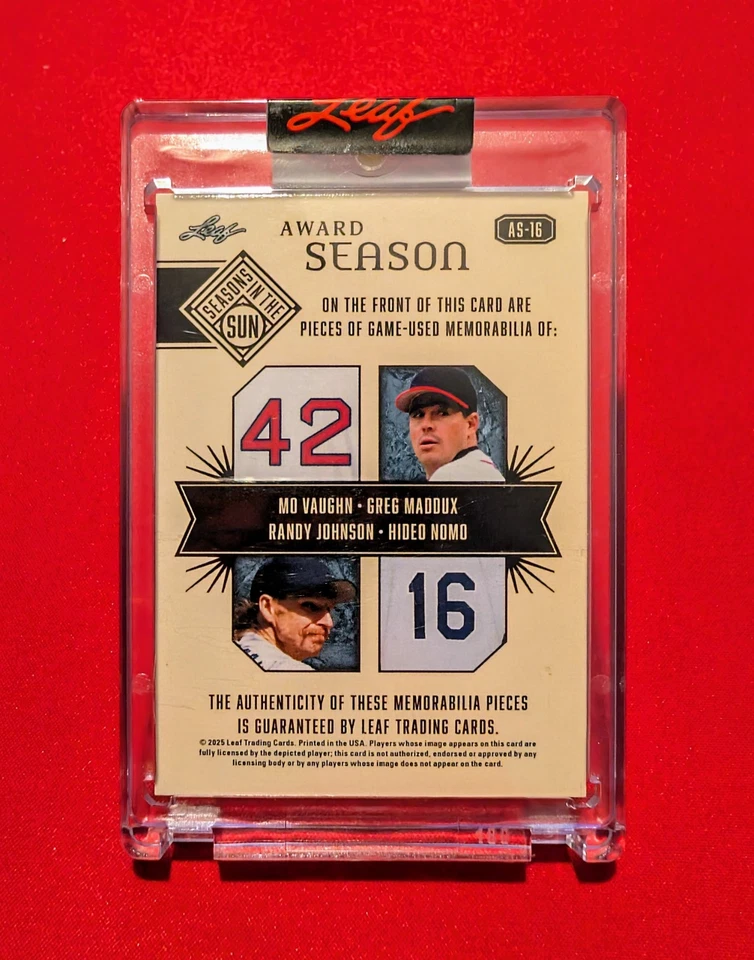 Leaf
Leaf
AWARD
SEASON
AS-16
SEASONS IN THE
SUN
ON THE FRONT OF THIS CARD ARE
PIECES OF GAME-USED MEMORABILIA OF:
42
MO VAUGHN • GREG MADDUX
RANDY JOHNSON • HIDEO NOMO
16
THE AUTHENTICITY OF THESE MEMORABILIA PIECES
IS GUARANTEED BY LEAF TRADING CARDS.
© 2025 Leaf Trading Cards. Printed in the USA. Players whose image appears on this card are
fully licensed by the depicted player; this card is not authorized, endorsed or approved by any
licensing body or by any players whose image does not appear on the card.